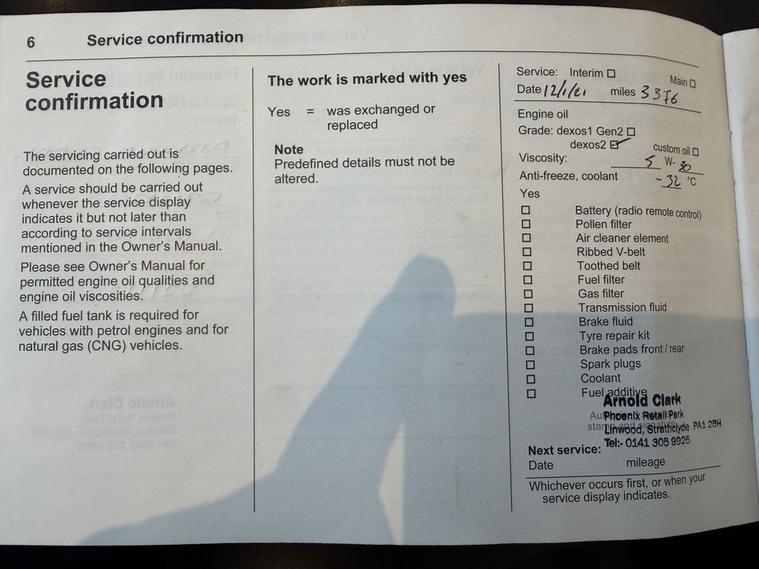 6 Service confirmation
Service
confirmation
The servicing carried out is
documented on the following pages.
A service should be carried out
whenever the service display
indicates it but not later than
according to service intervals
mentioned in the Owner's Manual.
Please see Owner's Manual for
permitted engine oil qualities and
engine oil viscosities.
A filled fuel tank is required for
vehicles with petrol engines and for
natural gas (CNG) vehicles.
The work is marked with yes
Yes = was exchanged or
replaced
Note
Predefined details must not be
altered.
Service: Interim ☐ Main ☐
Date 12/1/21 miles 3376
Engine oil
Grade: dexos1 Gen2 ☐
dexos2 ☑ custom oil ☐
Viscosity: 5 W- 30
Anti-freeze, coolant -32 °C
Yes
☐ Battery (radio remote control)
☐ Pollen filter
☐ Air cleaner element
☐ Ribbed V-belt
☐ Toothed belt
☐ Fuel filter
☐ Gas filter
☐ Transmission fluid
☐ Brake fluid
☐ Tyre repair kit
☐ Brake pads front / rear
☐ Spark plugs
☐ Coolant
☐ Fuel additive
Arnold Clark
Phoenix Retail Park
Linwood, Strathclyde PA1 2BH
Tel:- 0141 305 9925
Next service:
Date mileage
Whichever occurs first, or when your
service display indicates.